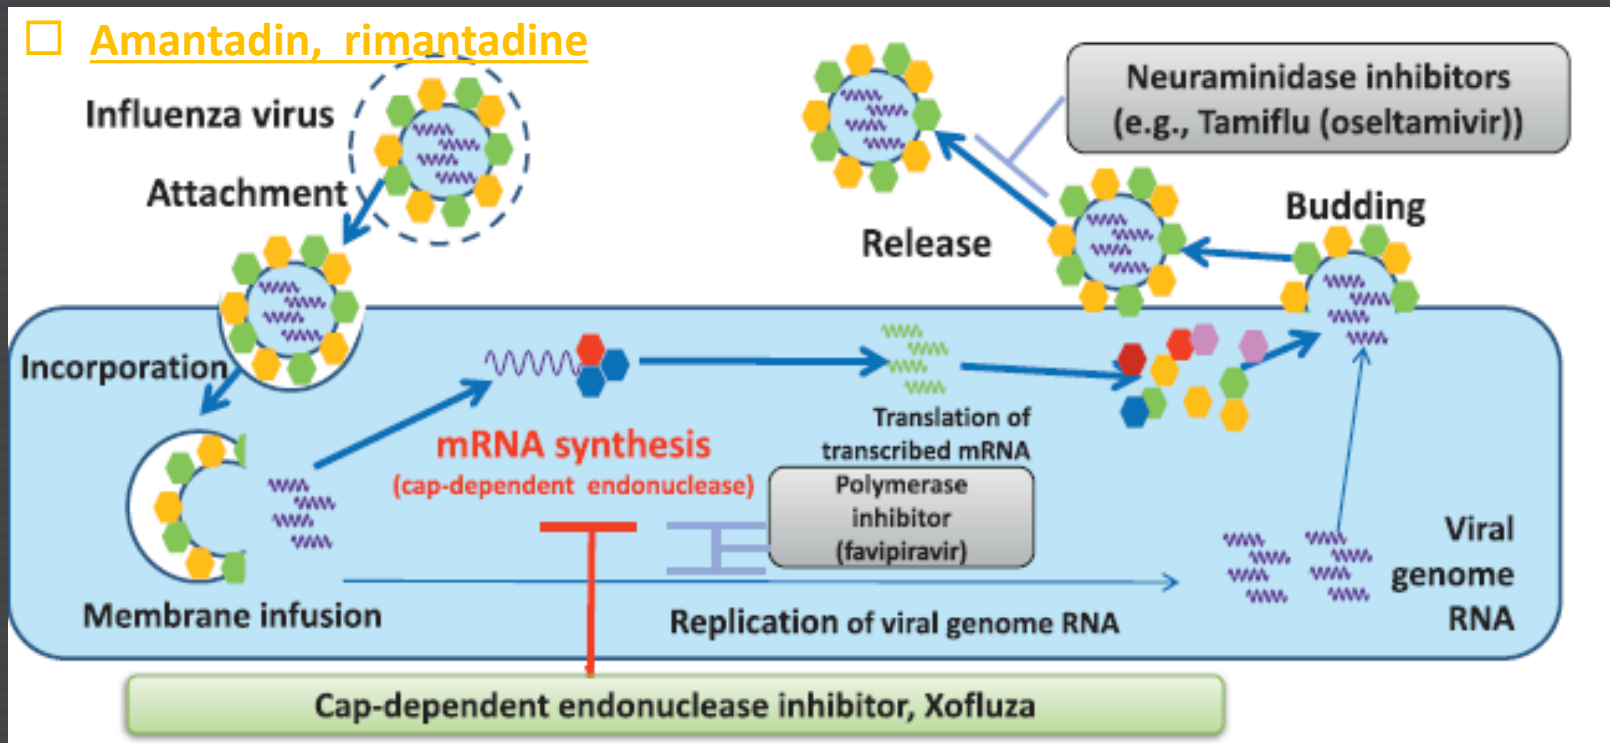 Amantadin, rimantadine
Influenza virus
Attachment
Incorporation
Membrane infusion
mRNA synthesis
(cap-dependent endonuclease)
Translation of
transcribed mRNA
Polymerase
inhibitor
(favipiravir)
Replication of viral genome RNA
Viral
genome
RNA
Budding
Release
Neuraminidase inhibitors
(e.g., Tamiflu (oseltamivir))
Cap-dependent endonuclease inhibitor, Xofluza